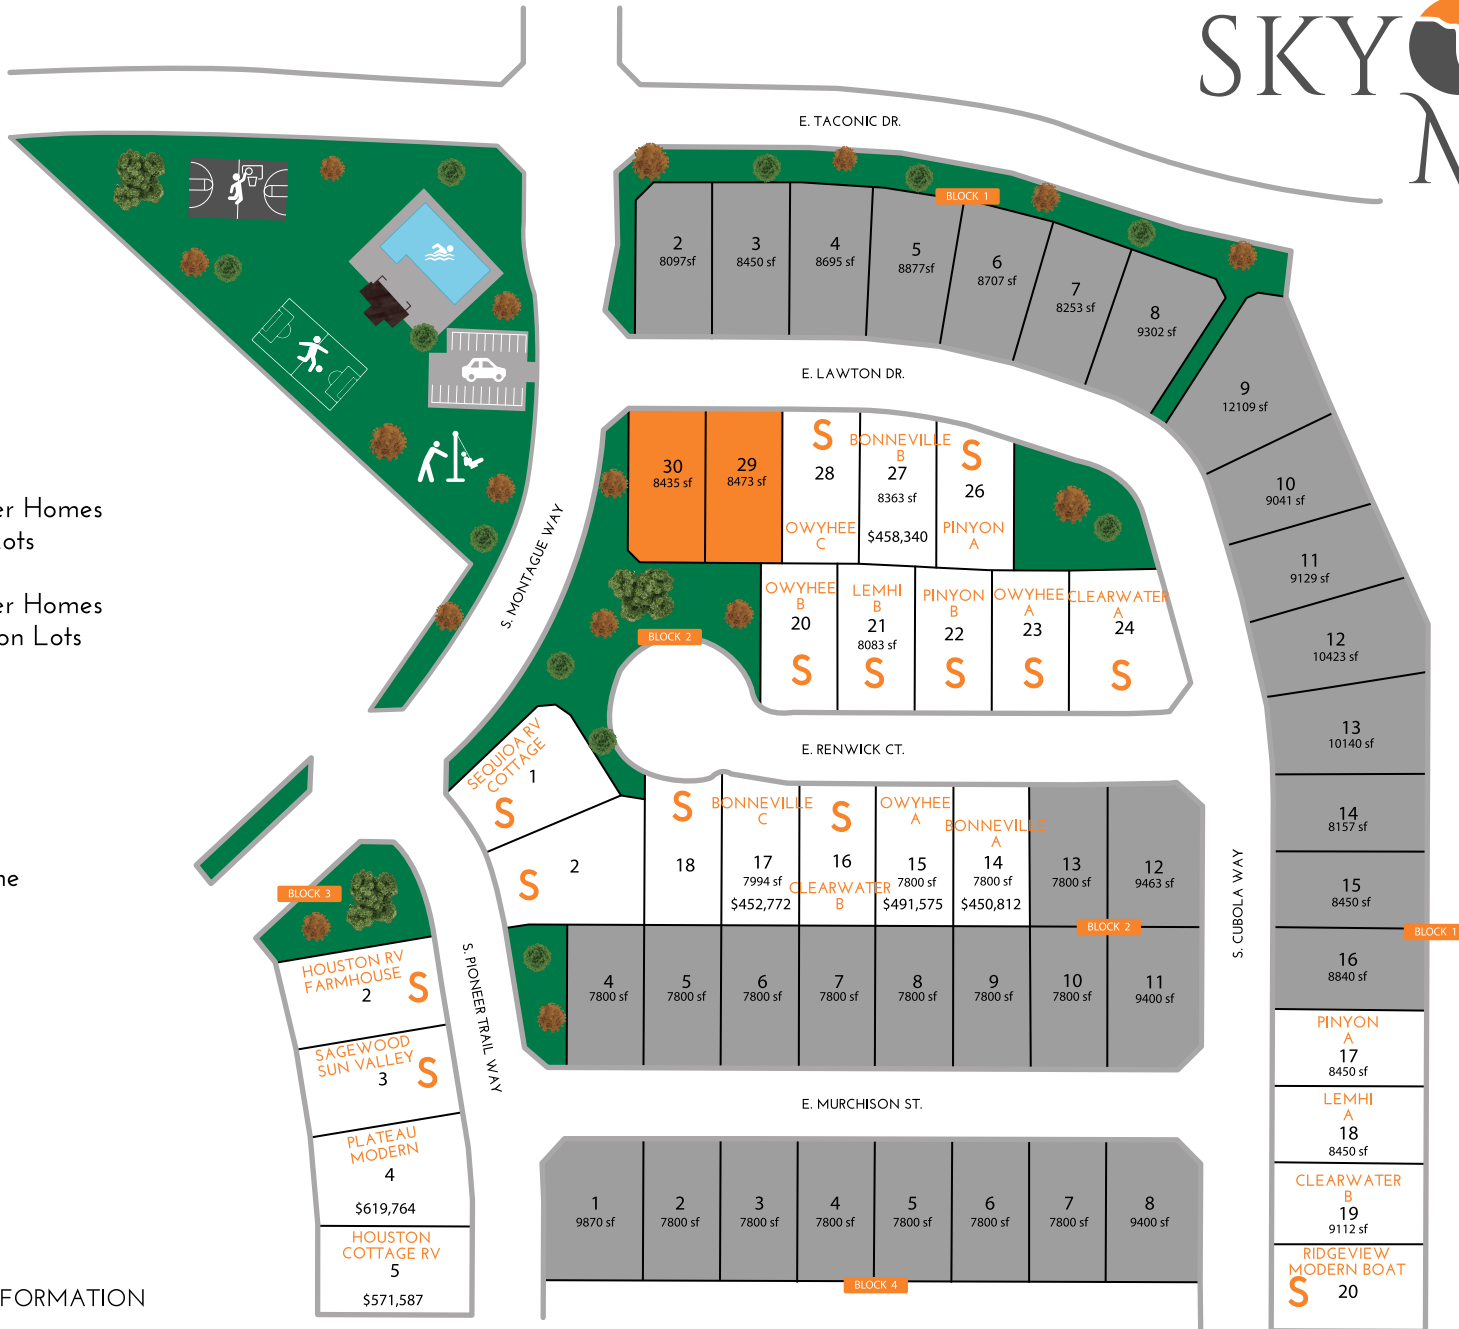 SKY
M
E. TACONIC DR.
BLOCK 1
2
8097sf
3
8450 sf
4
8695 sf
5
8877sf
6
8707 sf
7
8253 sf
8
9302 sf
9
12109 sf
10
9041 sf
11
9129 sf
12
10423 sf
13
10140 sf
14
8157 sf
15
8450 sf
BLOCK 1
16
8840 sf
PINYON
A
17
8450 sf
LEMHI
A
18
8450 sf
CLEARWATER
B
19
9112 sf
RIDGEVIEW
MODERN BOAT
S
20
E. LAWTON DR.
30
8435 sf
29
8473 sf
S
28
OWYHEE
C
BONNEVILLE
B
27
8363 sf
$458,340
S
26
PINYON
A
OWYHEE
B
20
S
LEMHI
B
21
8083 sf
S
PINYON
B
22
S
OWYHEE
A
23
S
CLEARWATER
A
24
S
BLOCK 2
S. MONTAGUE WAY
E. RENWICK CT.
SEQUIOA RV
COTTAGE
1
S
2
S
S
18
BONNEVILLE
C
17
7994 sf
$452,772
S
16
CLEARWATER
B
OWYHEE
A
15
7800 sf
$491,575
BONNEVILLE
A
14
7800 sf
$450,812
13
7800 sf
12
9463 sf
BLOCK 2
4
7800 sf
5
7800 sf
6
7800 sf
7
7800 sf
8
7800 sf
9
7800 sf
10
7800 sf
11
9400 sf
S. CUBOLA WAY
S. PIONEER TRAIL WAY
BLOCK 3
HOUSTON RV
FARMHOUSE
2
S
SAGEWOOD
SUN VALLEY
3
S
PLATEAU
MODERN
4
$619,764
HOUSTON
COTTAGE RV
5
$571,587
E. MURCHISON ST.
1
9870 sf
2
7800 sf
3
7800 sf
4
7800 sf
5
7800 sf
6
7800 sf
7
7800 sf
8
9400 sf
BLOCK 4
er Homes
ots
er Homes
on Lots
ne
FORMATION